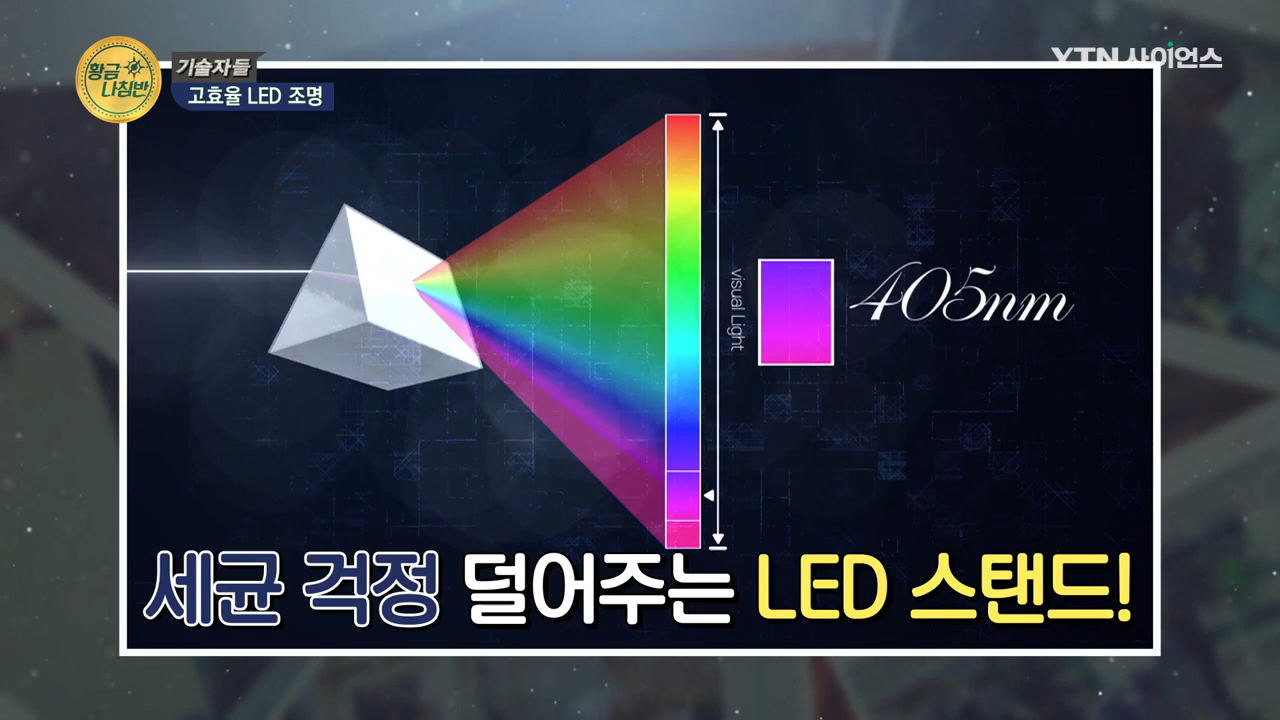 황금
나침반
기술자들
고효율 LED 조명
YTN 사이언스
visual Light
405nm
세균 걱정 덜어주는 LED 스탠드!